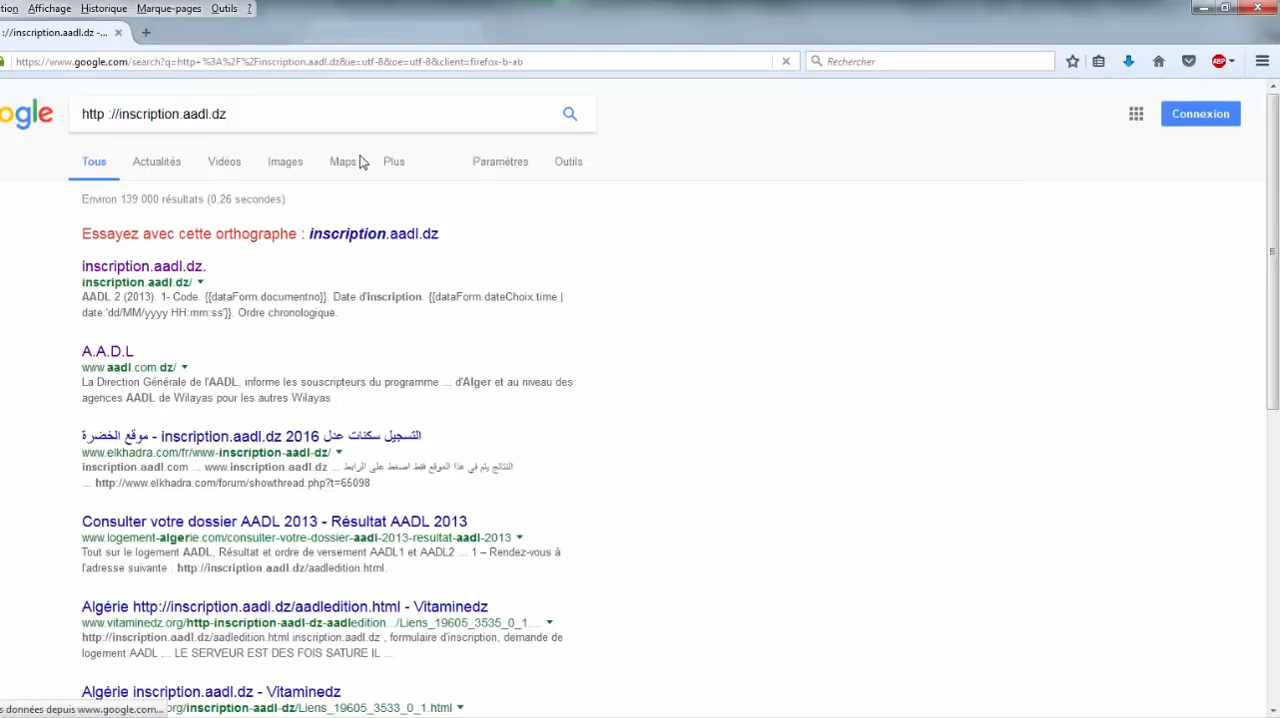 tion Affichage Historique Marque-pages Outils ?
://inscription.aadl.dz -... × +
https://www.google.com/search?q=http+%3A%2F%2Finscription.aadl.dz&ie=utf-8&oe=utf-8&client=firefox-b-ab
Rechercher
ABP
ogle http ://inscription.aadl.dz
Connexion
Tous Actualités Vidéos Images Maps Plus Paramètres Outils
Environ 139 000 résultats (0,26 secondes)
Essayez avec cette orthographe : inscription.aadl.dz
inscription.aadl.dz.
inscription.aadl.dz/
AADL 2 (2013). 1- Code. {{dataForm.documentno}}. Date d'inscription. {{dataForm.dateChoix.time |
date:'dd/MM/yyyy HH:mm:ss'}}. Ordre chronologique.
A.A.D.L
www.aadl.com.dz/
La Direction Générale de l'AADL, informe les souscripteurs du programme ... d'Alger et au niveau des
agences AADL de Wilayas pour les autres Wilayas
التسجيل سكنات عدل 2016 inscription.aadl.dz - موقع الخضرة
www.elkhadra.com/fr/www-inscription-aadl-dz/
inscription.aadl.com ... www.inscription.aadl.dz ... النتائج يتم في هذا الموقع فقط اضغط على الرابط
... http://www.elkhadra.com/forum/showthread.php?t=65098
Consulter votre dossier AADL 2013 - Résultat AADL 2013
www.logement-algerie.com/consulter-votre-dossier-aadl-2013-resultat-aadl-2013
Tout sur le logement AADL, Résultat et ordre de versement AADL1 et AADL2 ... 1 – Rendez-vous à
l'adresse suivante : http://inscription.aadl.dz/aadledition.html.
Algérie http://inscription.aadl.dz/aadledition.html - Vitaminedz
www.vitaminedz.org/http-inscription-aadl-dz-aadledition.../Liens_19605_3535_0_1....
http://inscription.aadl.dz/aadledition.html inscription.aadl.dz , formulaire d'inscription, demande de
logement AADL ... LE SERVEUR EST DES FOIS SATURE IL ...
Algérie inscription.aadl.dz - Vitaminedz
s données depuis www.google.com... org/inscription-aadl-dz/Liens_19605_3533_0_1.html